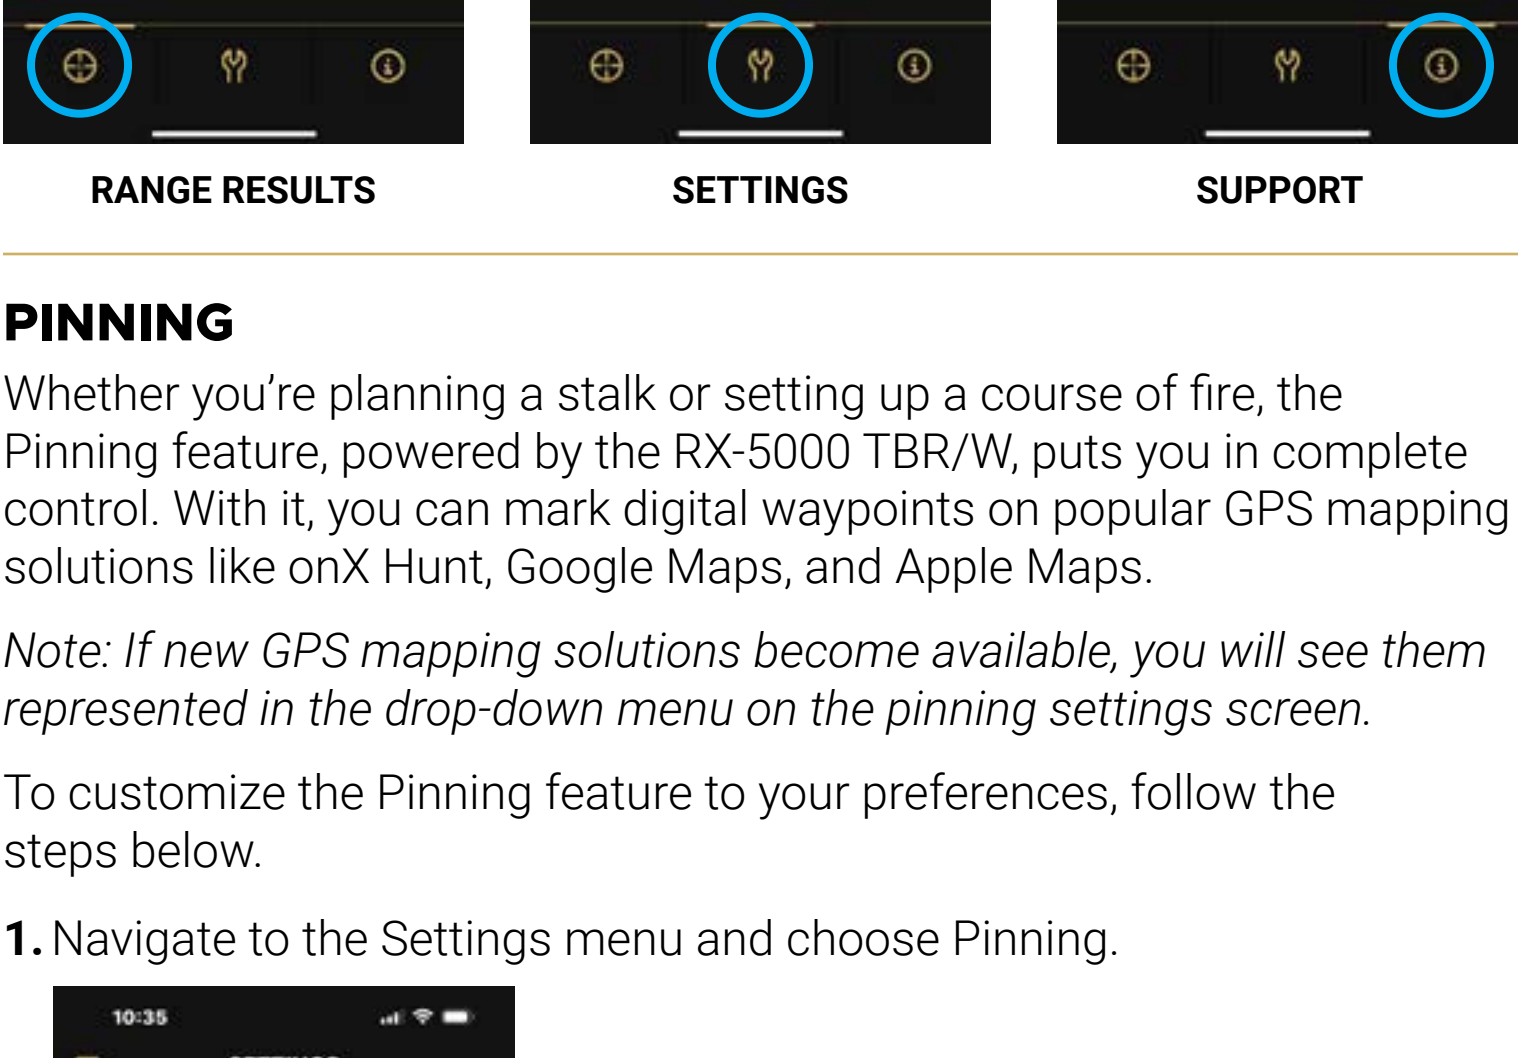 RANGE RESULTS
SETTINGS
SUPPORT
PINNING
Whether you’re planning a stalk or setting up a course of fire, the
Pinning feature, powered by the RX-5000 TBR/W, puts you in complete
control. With it, you can mark digital waypoints on popular GPS mapping
solutions like onX Hunt, Google Maps, and Apple Maps.
Note: If new GPS mapping solutions become available, you will see them
represented in the drop-down menu on the pinning settings screen.
To customize the Pinning feature to your preferences, follow the
steps below.
1. Navigate to the Settings menu and choose Pinning.
10:35